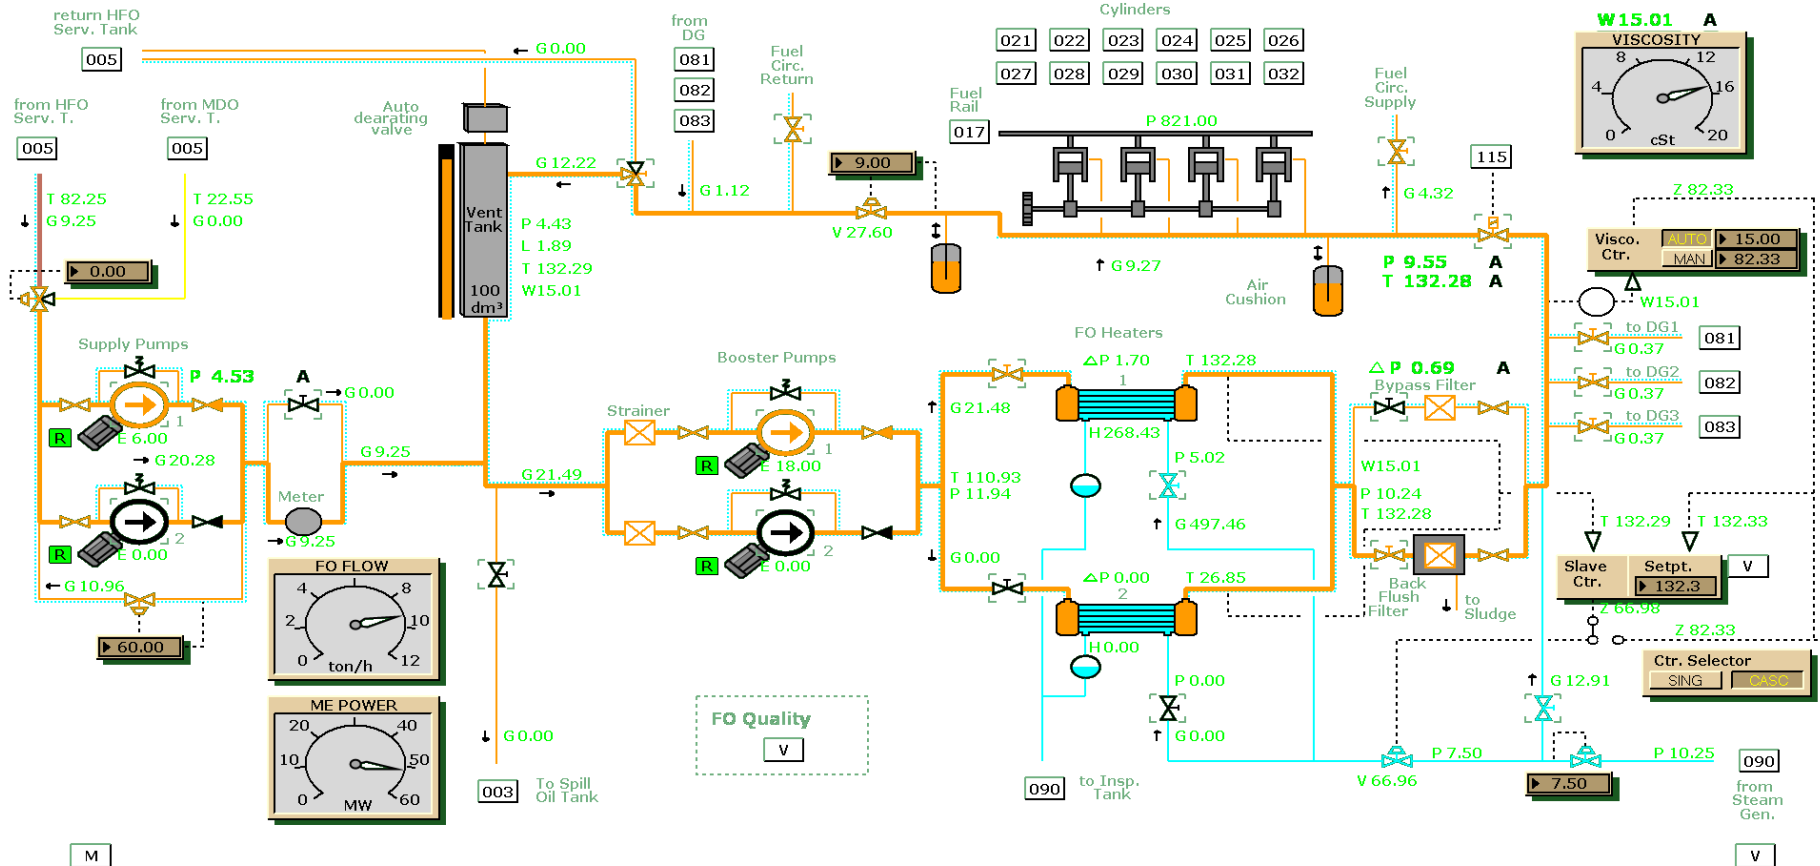 return HFO
Serv. Tank
005
G 0.00
from
DG
081
082
083
Fuel
Circ.
Return
Cylinders
021 022 023 024 025 026
027 028 029 030 031 032
Fuel
Rail
017
P 821.00
Fuel
Circ.
Supply
115
W 15.01 A
VISCOSITY
8 12
4 16
0 20
cSt
from HFO
Serv. T.
005
from MDO
Serv. T.
005
Auto
dearating
valve
T 82.25
G 9.25
T 22.55
G 0.00
0.00
G 12.22
G 1.12
9.00
V 27.60
G 4.32
Z 82.33
Vent
Tank
100
dm³
P 4.43
L 1.89
T 132.29
W15.01
G 9.27
Air
Cushion
P 9.55 A
T 132.28 A
Visco.
Ctr.
AUTO
MAN
15.00
82.33
W15.01
to DG1
G 0.37
081
to DG2
G 0.37
082
to DG3
G 0.37
083
Supply Pumps
P 4.53 A
G 0.00
1
R
E 6.00
G 20.28
G 9.25
Meter
2
R
E 0.00
G 9.25
G 10.96
60.00
Booster Pumps
Strainer
1
R
E 18.00
G 21.49
2
R
E 0.00
T 110.93
P 11.94
G 21.48
G 0.00
FO Heaters
△P 1.70
1
T 132.28
H 268.43
P 5.02
G 497.46
△P 0.00
2
T 26.85
H 0.00
P 0.00
G 0.00
△ P 0.69 A
Bypass Filter
W15.01
P 10.24
T 132.28
Back
Flush
Filter
to
Sludge
T 132.29
T 132.33
Slave
Ctr.
Setpt.
132.3
V
Z 66.98
Z 82.33
Ctr. Selector
SING
CASC
G 12.91
FO FLOW
4 8
2 10
0 12
ton/h
ME POWER
20 40
10 50
0 60
MW
G 0.00
003
To Spill
Oil Tank
FO Quality
V
090
to Insp.
Tank
V 66.96
P 7.50
7.50
P 10.25
090
from
Steam
Gen.
M
V